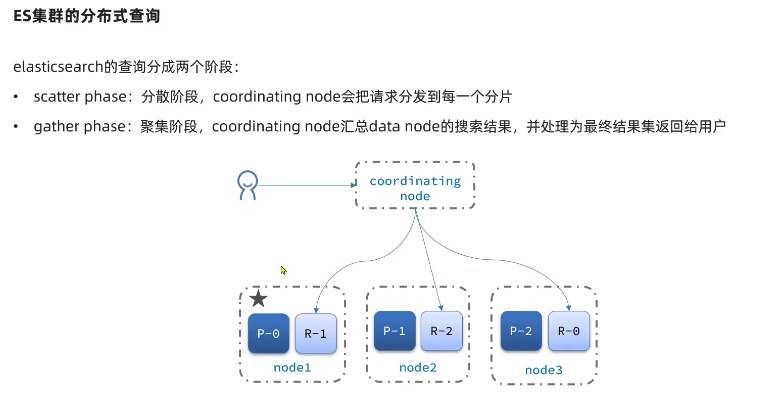 ES集群的分布式查询
elasticsearch的查询分成两个阶段：
• scatter phase：分散阶段，coordinating node会把请求分发到每一个分片
• gather phase：聚集阶段，coordinating node汇总data node的搜索结果，并处理为最终结果集返回给用户
coordinating
node
P-0 R-1 P-1 R-2 P-2 R-0
node1 node2 node3